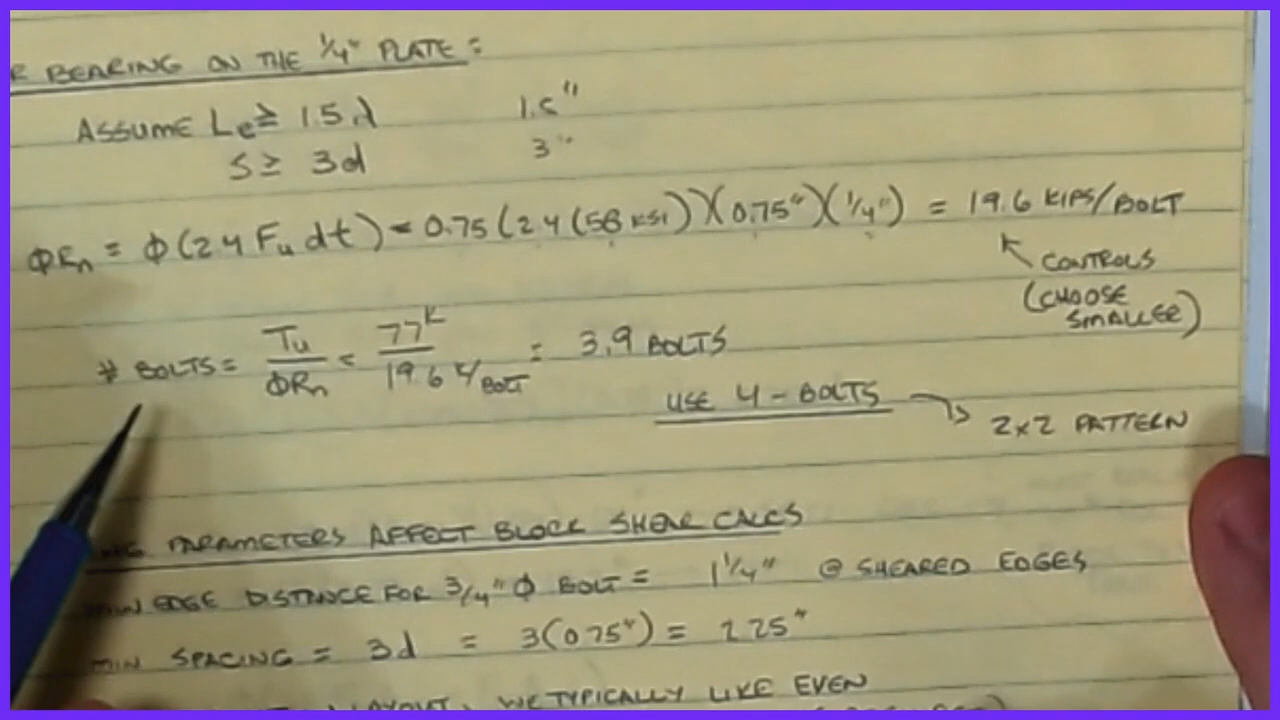 R BEARING ON THE 1/4" PLATE:
ASSUME Le ≥ 1.5d 1.5"
S ≥ 3d 3"
ΦRn = Φ(2.4 Fu dt) = 0.75(2.4(58 KSI))(0.75")(1/4") = 19.6 KIPS/BOLT
CONTROLS
(CHOOSE
SMALLER)
# BOLTS = Tu/ΦRn = 77K/19.6 K/BOLT = 3.9 BOLTS
USE 4-BOLTS → 2x2 PATTERN
PARAMETERS AFFECT BLOCK SHEAR CALCS
MIN EDGE DISTANCE FOR 3/4"Φ BOLT = 1 1/4" @ SHEARED EDGES
MIN SPACING = 3d = 3(0.75") = 2.25"
LAYOUT, WE TYPICALLY LIKE EVEN